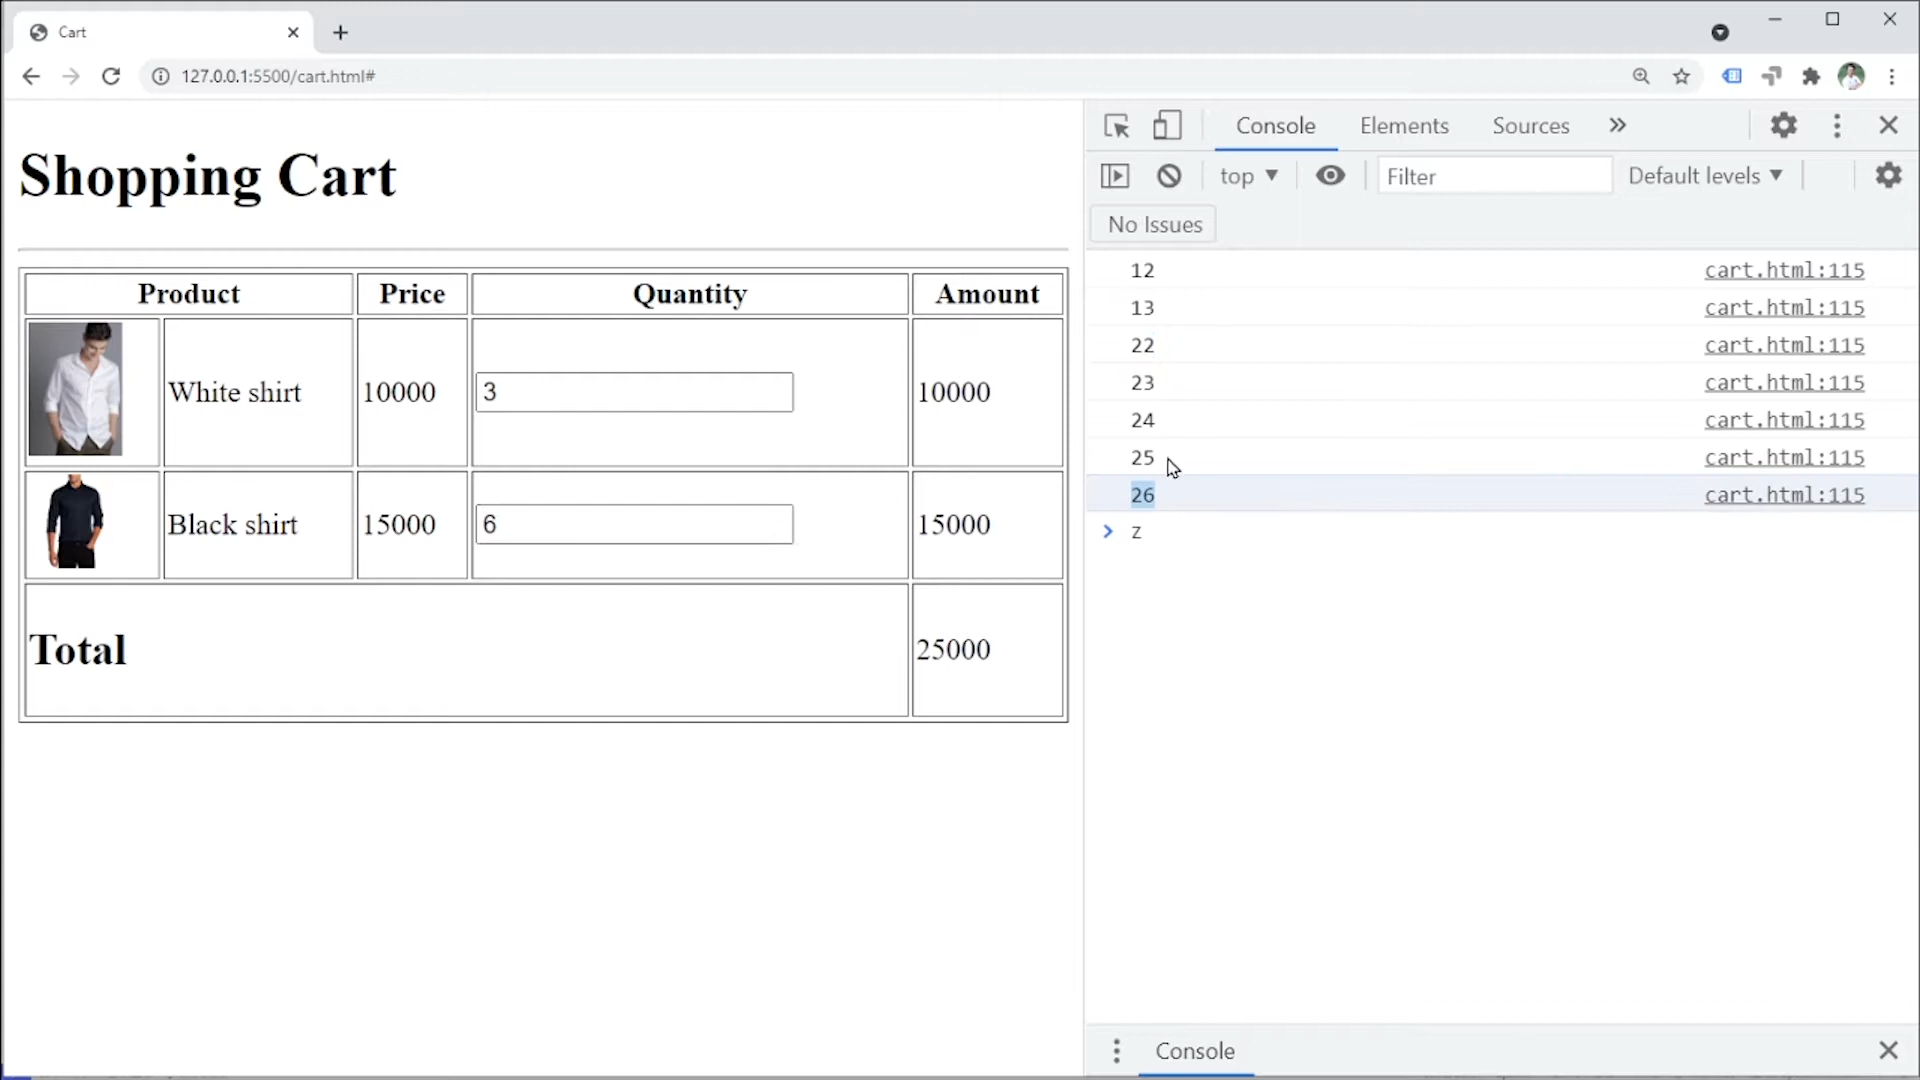 Cart
127.0.0.1:5500/cart.html#
Shopping Cart
Product Price Quantity Amount
White shirt 10000 3 10000
Black shirt 15000 6 15000
Total 25000
Console Elements Sources
top Filter Default levels
No Issues
12 cart.html:115
13 cart.html:115
22 cart.html:115
23 cart.html:115
24 cart.html:115
25 cart.html:115
26 cart.html:115
z
Console